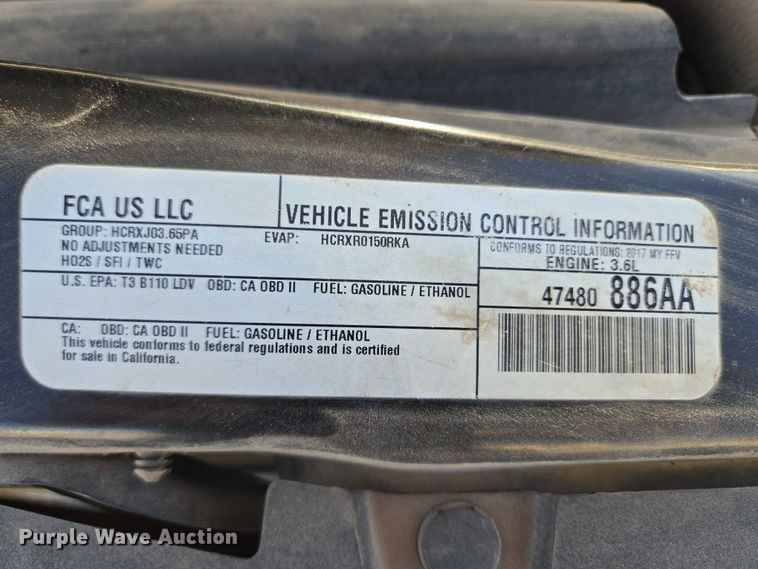 FCA US LLC
VEHICLE EMISSION CONTROL INFORMATION
GROUP: HCRXJ03.65PA EVAP: HCRXR0150RKA
NO ADJUSTMENTS NEEDED
HO2S / SFI / TWC
CONFORMS TO REGULATIONS: 2017 MY FFV
ENGINE: 3.6L
U.S. EPA: T3 B110 LDV OBD: CA OBD II FUEL: GASOLINE / ETHANOL
47480 886AA
CA: OBD: CA OBD II FUEL: GASOLINE / ETHANOL
This vehicle conforms to federal regulations and is certified
for sale in California.
Purple Wave Auction